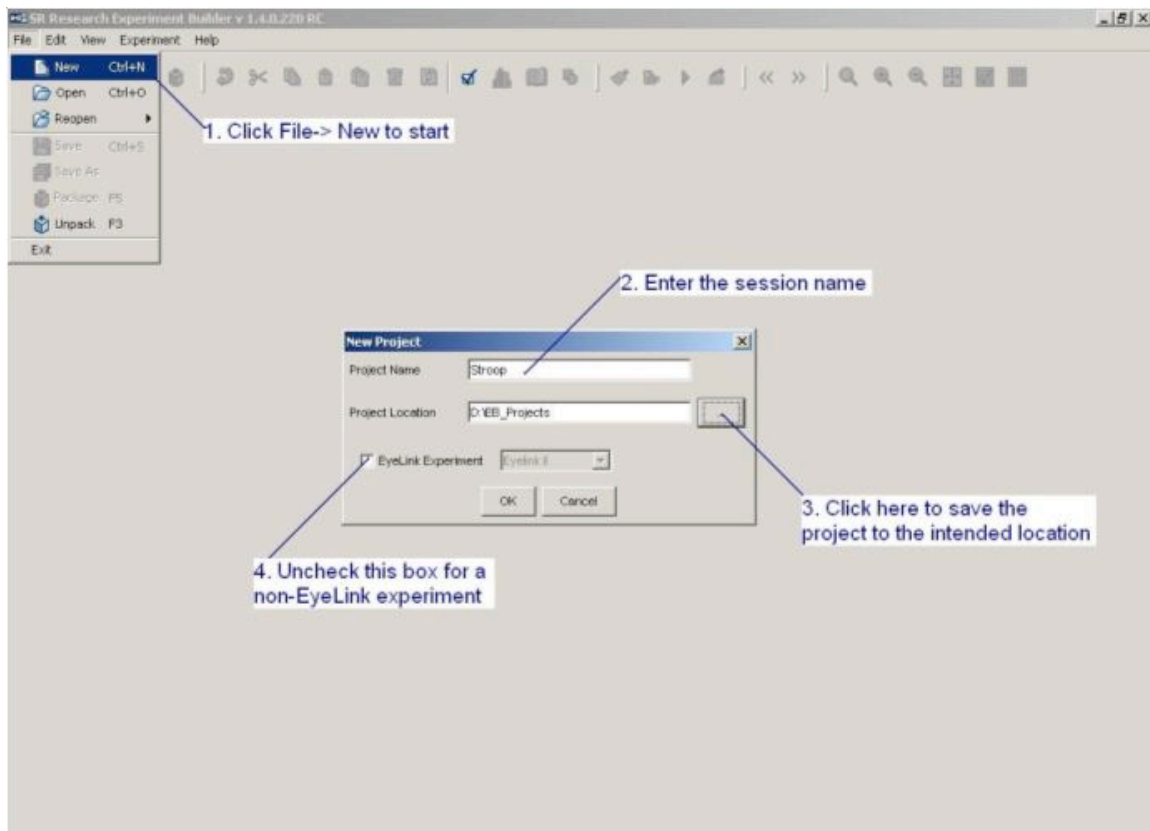 SR Research Experiment Builder v 1.4.0.220 RC
File Edit View Experiment Help
New Ctrl+N
Open Ctrl+O
Reopen
Save Ctrl+S
Save As
Package F5
Unpack F3
Exit
1. Click File-> New to start
2. Enter the session name
New Project
Project Name Stroop
Project Location D:\EB_Projects
...
EyeLink Experiment Eyelink II
OK Cancel
3. Click here to save the
project to the intended location
4. Uncheck this box for a
non-EyeLink experiment